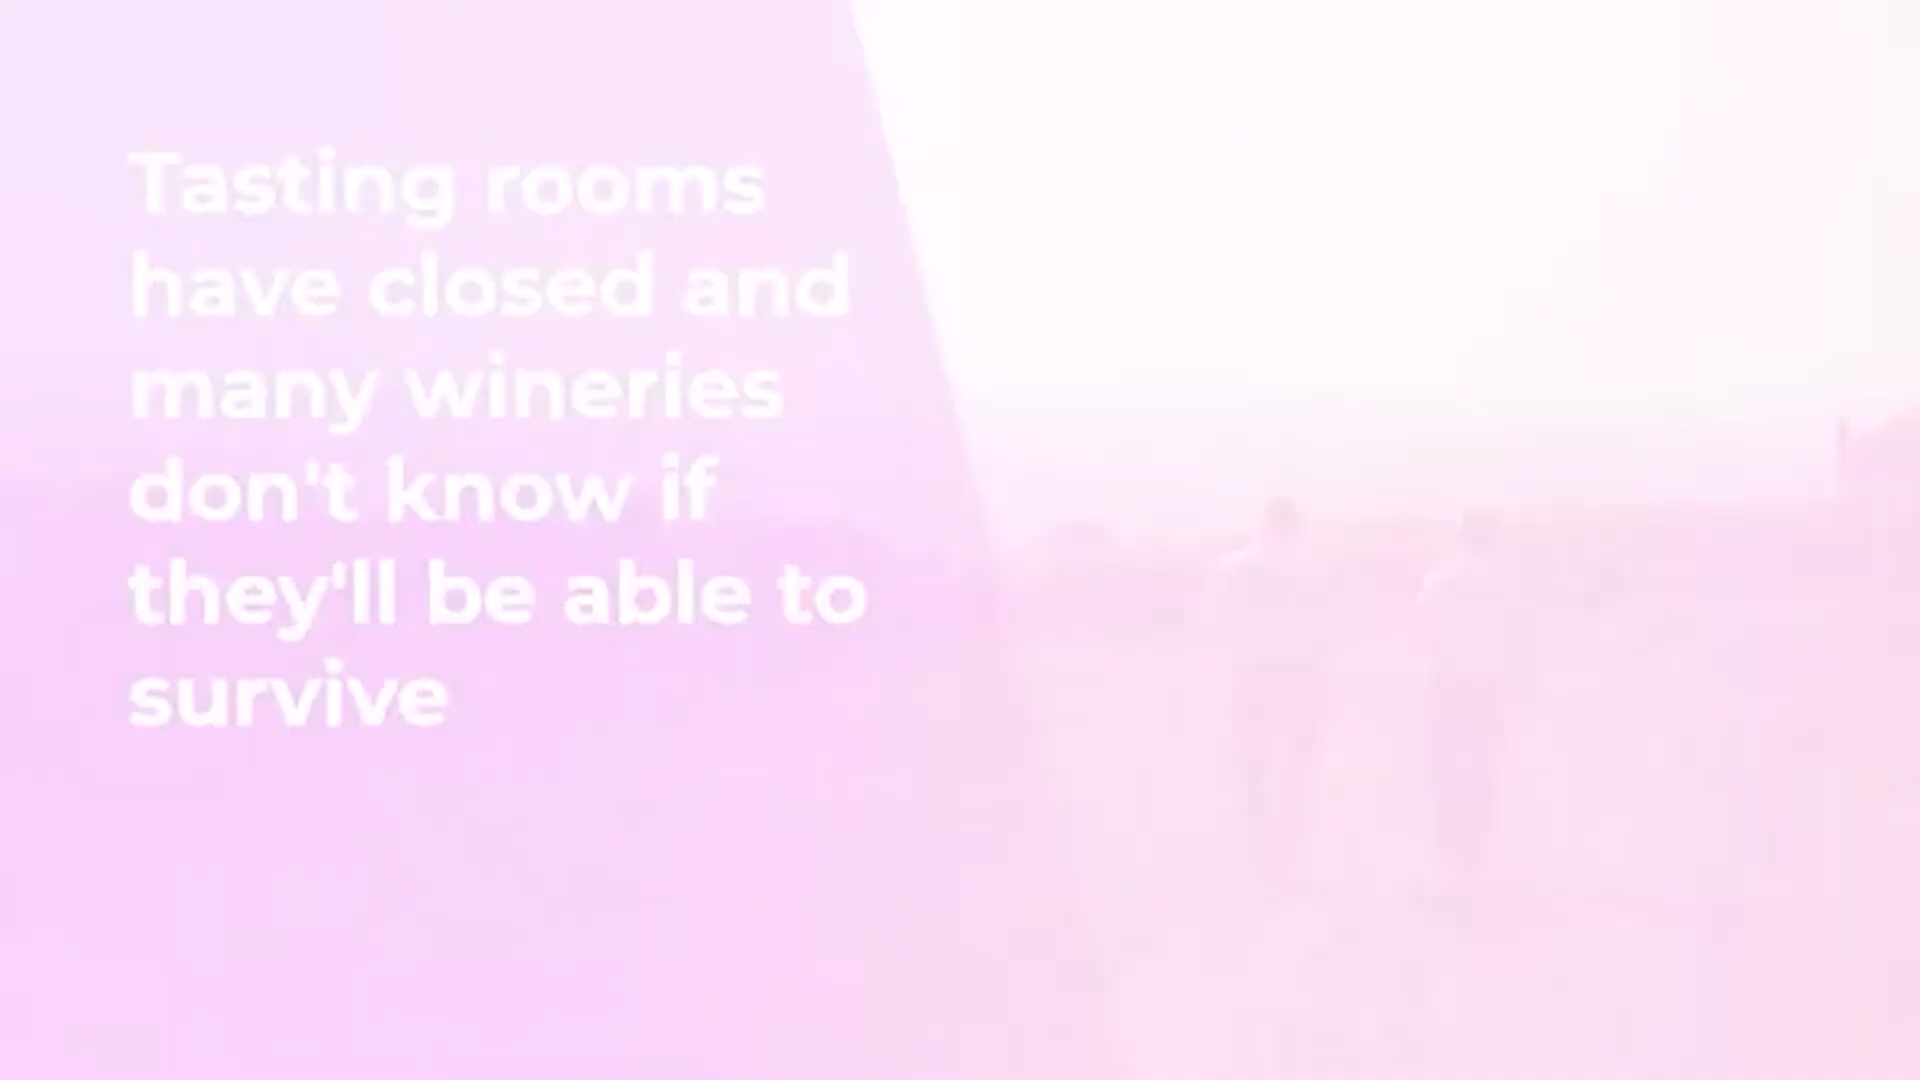 Tasting rooms
have closed and
many wineries
don't know if
they'll be able to
survive